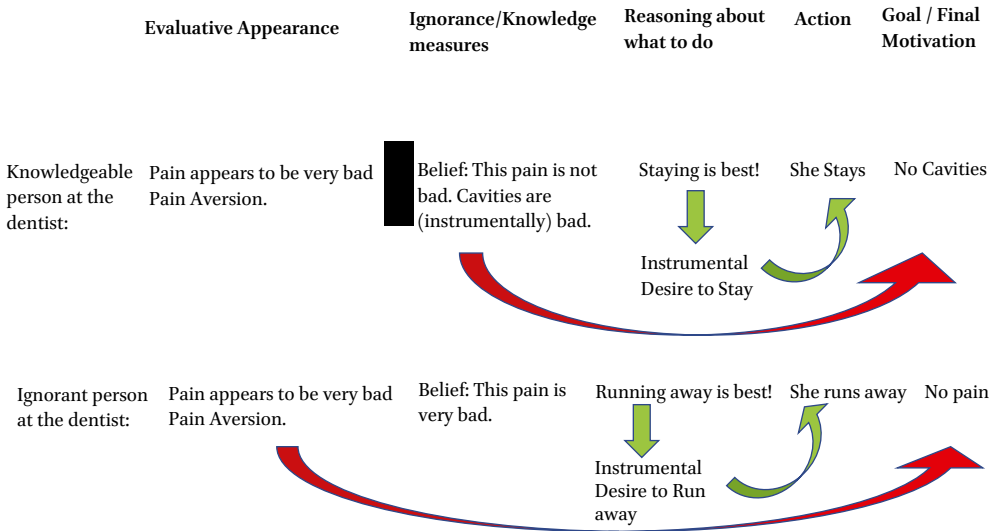 Evaluative Appearance
Ignorance/Knowledge
measures
Reasoning about
what to do
Action
Goal / Final
Motivation
Knowledgeable
person at the
dentist:
Pain appears to be very bad
Pain Aversion.
Belief: This pain is not
bad. Cavities are
(instrumentally) bad.
Staying is best!
Instrumental
Desire to Stay
She Stays
No Cavities
Ignorant person
at the dentist:
Pain appears to be very bad
Pain Aversion.
Belief: This pain is
very bad.
Running away is best!
Instrumental
Desire to Run
away
She runs away
No pain